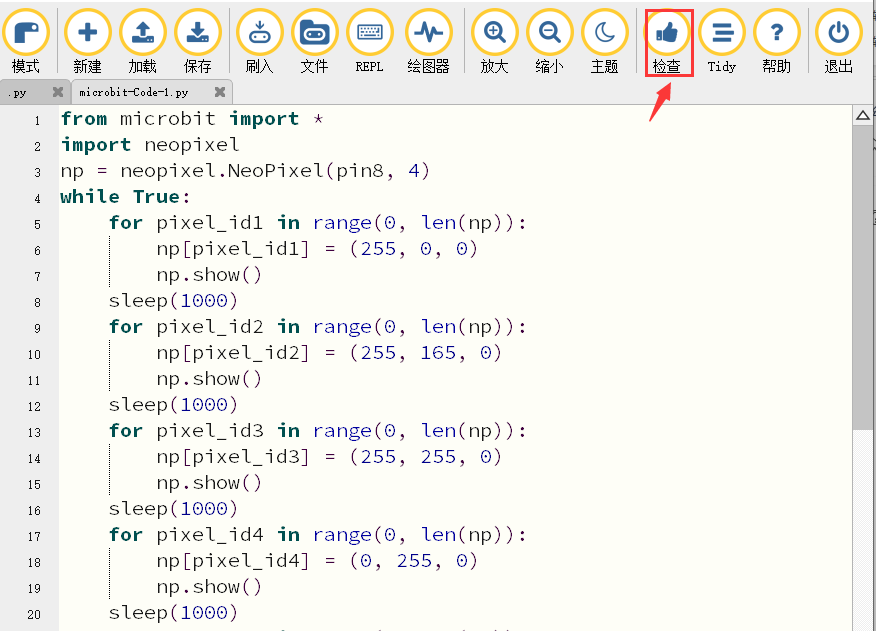 模式 新建 加载 保存 刷入 文件 REPL 绘图器 放大 缩小 主题 检查 Tidy 帮助 退出
.py microbit-Code-1.py
1 from microbit import *
2 import neopixel
3 np = neopixel.NeoPixel(pin8, 4)
4 while True:
5 for pixel_id1 in range(0, len(np)):
6 np[pixel_id1] = (255, 0, 0)
7 np.show()
8 sleep(1000)
9 for pixel_id2 in range(0, len(np)):
10 np[pixel_id2] = (255, 165, 0)
11 np.show()
12 sleep(1000)
13 for pixel_id3 in range(0, len(np)):
14 np[pixel_id3] = (255, 255, 0)
15 np.show()
16 sleep(1000)
17 for pixel_id4 in range(0, len(np)):
18 np[pixel_id4] = (0, 255, 0)
19 np.show()
20 sleep(1000)